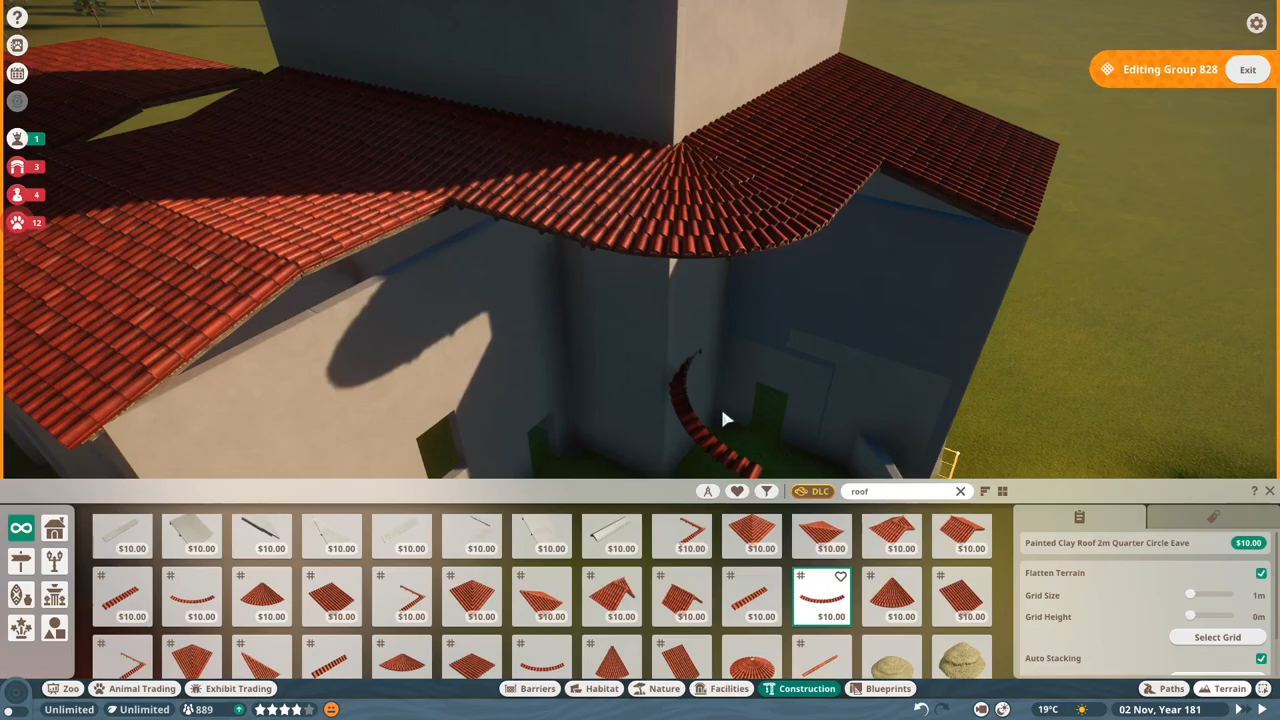 Editing Group 828
Exit
1
3
4
12
DLC
roof
$10.00 $10.00 $10.00 $10.00 $10.00 $10.00 $10.00 $10.00 $10.00 $10.00 $10.00 $10.00 $10.00
$10.00 $10.00 $10.00 $10.00 $10.00 $10.00 $10.00 $10.00 $10.00 $10.00 $10.00 $10.00 $10.00
Painted Clay Roof 2m Quarter Circle Eave $10.00
Flatten Terrain
Grid Size 1m
Grid Height 0m
Select Grid
Auto Stacking
Zoo Animal Trading Exhibit Trading Barriers Habitat Nature Facilities Construction Blueprints Paths Terrain
Unlimited Unlimited 889 19°C 02 Nov, Year 181